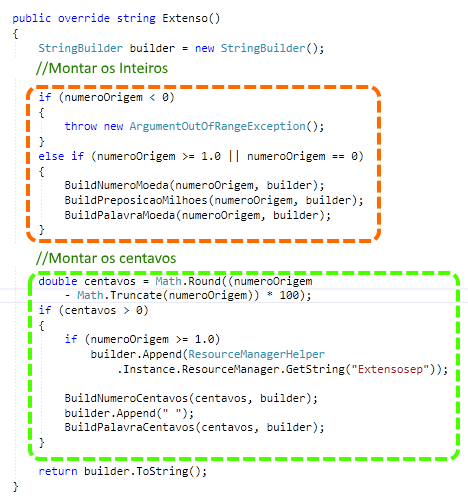 public override string Extenso()
{
StringBuilder builder = new StringBuilder();
//Montar os Inteiros
if (numeroOrigem < 0)
{
throw new ArgumentOutOfRangeException();
}
else if (numeroOrigem >= 1.0 || numeroOrigem == 0)
{
BuildNumeroMoeda(numeroOrigem, builder);
BuildPreposicaoMilhoes(numeroOrigem, builder);
BuildPalavraMoeda(numeroOrigem, builder);
}
//Montar os centavos
double centavos = Math.Round((numeroOrigem
- Math.Truncate(numeroOrigem)) * 100);
if (centavos > 0)
{
if (numeroOrigem >= 1.0)
builder.Append(ResourceManagerHelper
.Instance.ResourceManager.GetString("Extensosep"));
BuildNumeroCentavos(centavos, builder);
builder.Append(" ");
BuildPalavraCentavos(centavos, builder);
}
return builder.ToString();
}